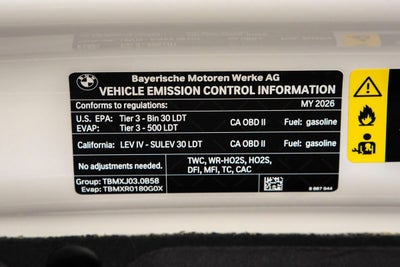 Bayerische Motoren Werke AG
VEHICLE EMISSION CONTROL INFORMATION
Conforms to regulations: MY 2026
U.S. EPA: Tier 3 - Bin 30 LDT CA OBD II Fuel: gasoline
EVAP: Tier 3 - 500 LDT
California: LEV IV - SULEV 30 LDT CA OBD II Fuel: gasoline
No adjustments needed. TWC, WR-HO2S, HO2S,
DFI, MFI, TC, CAC
Group: TBMXJ03.0B58
Evap: TBMXR0180G0X